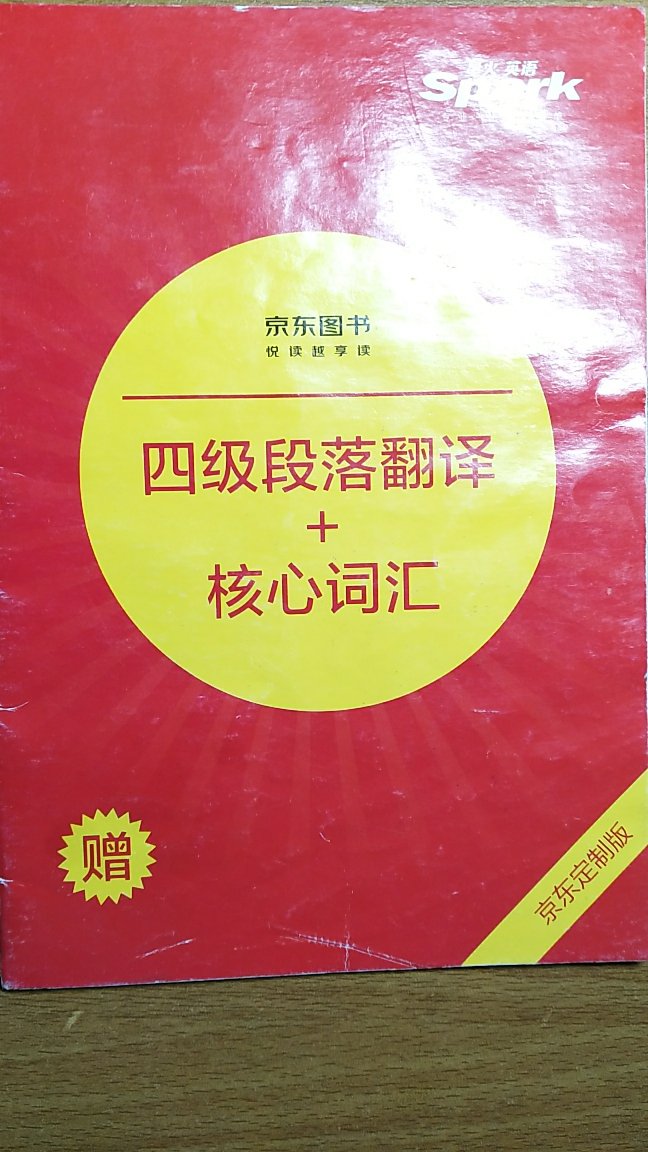 星火英语
Spark
京东图书
悦读越享读
四级段落翻译
+
核心词汇
赠
京东定制版